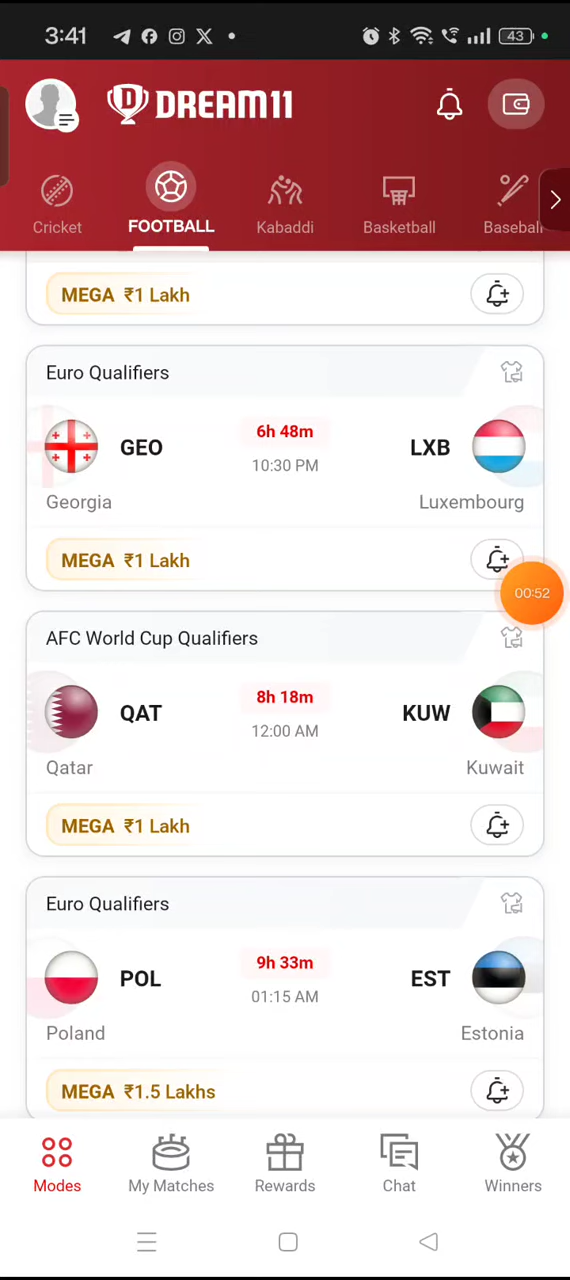 3:41
43
DREAM11
Cricket
FOOTBALL
Kabaddi
Basketball
Baseball
MEGA ₹1 Lakh
Euro Qualifiers
GEO
6h 48m
LXB
10:30 PM
Georgia
Luxembourg
MEGA ₹1 Lakh
00:52
AFC World Cup Qualifiers
QAT
8h 18m
KUW
12:00 AM
Qatar
Kuwait
MEGA ₹1 Lakh
Euro Qualifiers
POL
9h 33m
EST
01:15 AM
Poland
Estonia
MEGA ₹1.5 Lakhs
Modes
My Matches
Rewards
Chat
Winners